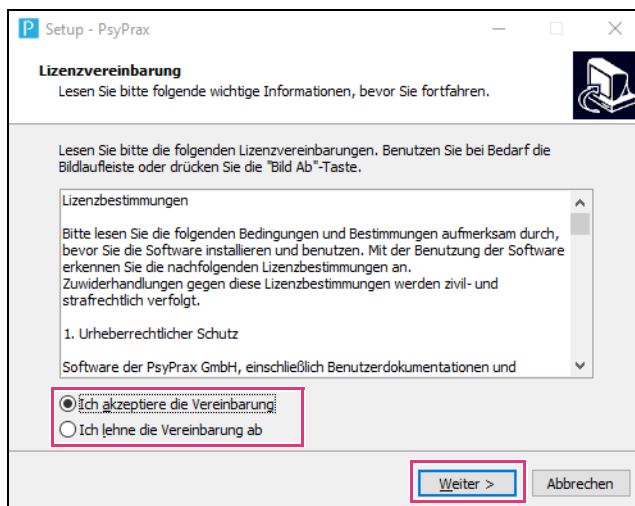 P Setup - PsyPrax
Lizenzvereinbarung
Lesen Sie bitte folgende wichtige Informationen, bevor Sie fortfahren.
Lesen Sie bitte die folgenden Lizenzvereinbarungen. Benutzen Sie bei Bedarf die
Bildlaufleiste oder drücken Sie die "Bild Ab"-Taste.
Lizenzbestimmungen
Bitte lesen Sie die folgenden Bedingungen und Bestimmungen aufmerksam durch,
bevor Sie die Software installieren und benutzen. Mit der Benutzung der Software
erkennen Sie die nachfolgenden Lizenzbestimmungen an.
Zuwiderhandlungen gegen diese Lizenzbestimmungen werden zivil- und
strafrechtlich verfolgt.
1. Urheberrechtlicher Schutz
Software der PsyPrax GmbH, einschließlich Benutzerdokumentationen und
Ich akzeptiere die Vereinbarung
Ich lehne die Vereinbarung ab
Weiter > Abbrechen